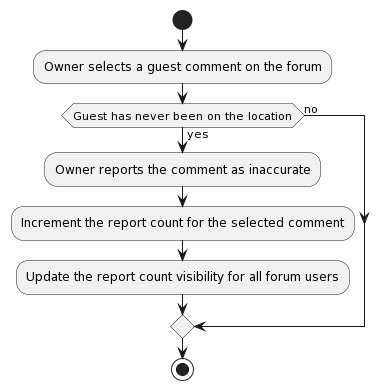 Owner selects a guest comment on the forum
Guest has never been on the location
no
yes
Owner reports the comment as inaccurate
Increment the report count for the selected comment
Update the report count visibility for all forum users